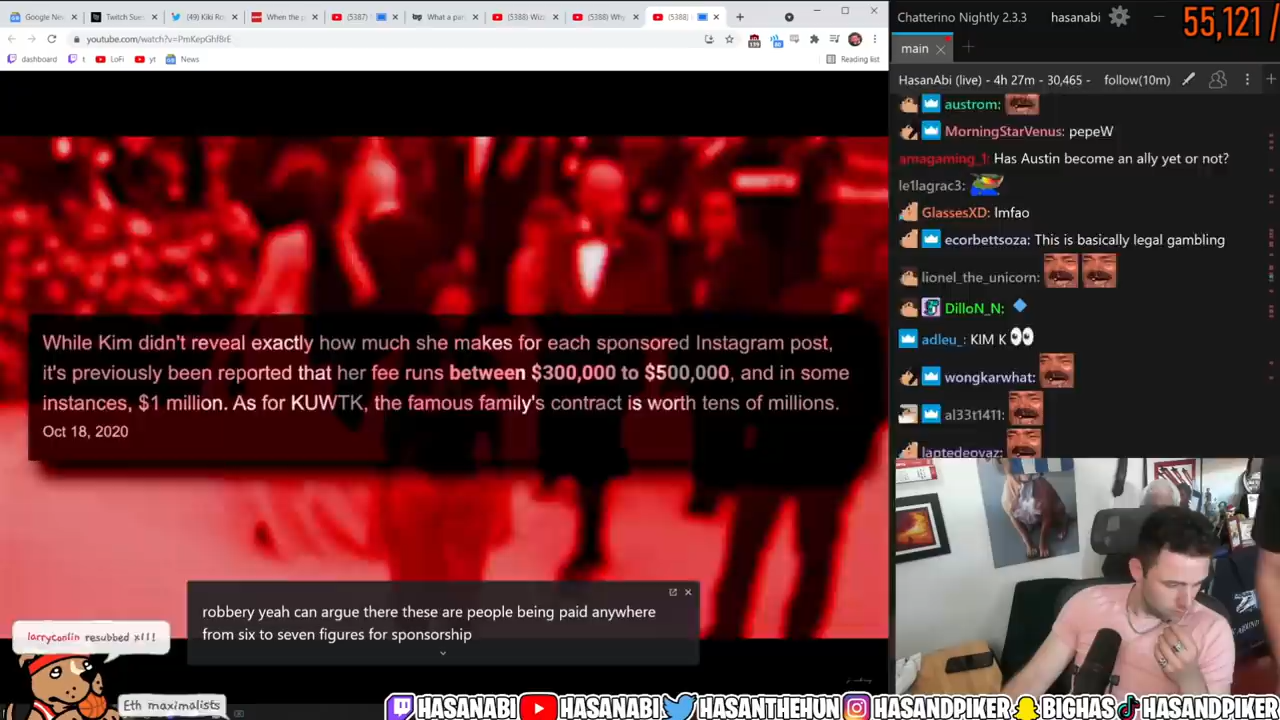 Google New
Twitch Sue
(49) Kiki Ro
When the p
(5387)
What a pa
(5388) Wiz
(5388) Why
(5388)
youtube.com/watch?v=PmKepGhf8rE
dashboard
t
LoFi
yt
News
Reading list
While Kim didn't reveal exactly how much she makes for each sponsored Instagram post,
it's previously been reported that her fee runs between $300,000 to $500,000, and in some
instances, $1 million. As for KUWTK, the famous family's contract is worth tens of millions.
Oct 18, 2020
robbery yeah can argue there these are people being paid anywhere
from six to seven figures for sponsorship
larryconlin resubbed x11!
Eth maximalists
Chatterino Nightly 2.3.3
hasanabi
55,121 /
main
HasanAbi (live) - 4h 27m - 30,465 -
follow(10m)
austrom:
MorningStarVenus: pepeW
amagaming_1: Has Austin become an ally yet or not?
le1lagrac3:
GlassesXD: lmfao
ecorbettsoza: This is basically legal gambling
lionel_the_unicorn:
DilloN_N:
adleu_: KIM K
wongkarwhat:
al33t1411:
laptedeovaz:
HASANABI
HASANABI
HASANTHEHUN
HASANDPIKER
BIGHAS
HASANDPIKER